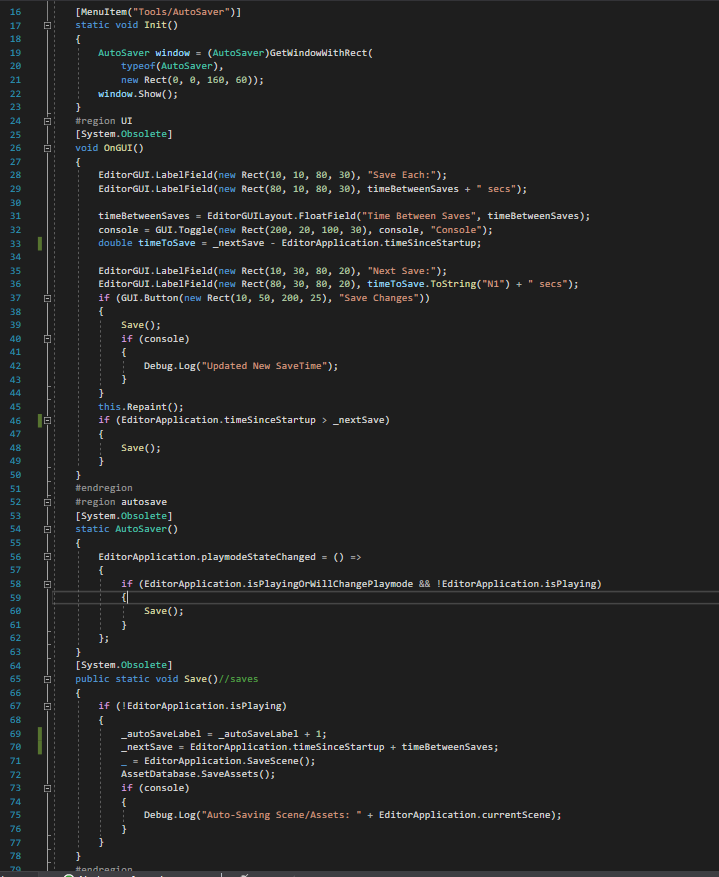 16 [MenuItem("Tools/AutoSaver")]
17 static void Init()
18 {
19 AutoSaver window = (AutoSaver)GetWindowWithRect(
20 typeof(AutoSaver),
21 new Rect(0, 0, 160, 60));
22 window.Show();
23 }
24 #region UI
25 [System.Obsolete]
26 void OnGUI()
27 {
28 EditorGUI.LabelField(new Rect(10, 10, 80, 30), "Save Each:");
29 EditorGUI.LabelField(new Rect(80, 10, 80, 30), timeBetweenSaves + " secs");
30
31 timeBetweenSaves = EditorGUILayout.FloatField("Time Between Saves", timeBetweenSaves);
32 console = GUI.Toggle(new Rect(200, 20, 100, 30), console, "Console");
33 double timeToSave = _nextSave - EditorApplication.timeSinceStartup;
34
35 EditorGUI.LabelField(new Rect(10, 30, 80, 20), "Next Save:");
36 EditorGUI.LabelField(new Rect(80, 30, 80, 20), timeToSave.ToString("N1") + " secs");
37 if (GUI.Button(new Rect(10, 50, 200, 25), "Save Changes"))
38 {
39 Save();
40 if (console)
41 {
42 Debug.Log("Updated New SaveTime");
43 }
44 }
45 this.Repaint();
46 if (EditorApplication.timeSinceStartup > _nextSave)
47 {
48 Save();
49 }
50 }
51 #endregion
52 #region autosave
53 [System.Obsolete]
54 static AutoSaver()
55 {
56 EditorApplication.playmodeStateChanged = () =>
57 {
58 if (EditorApplication.isPlayingOrWillChangePlaymode && !EditorApplication.isPlaying)
59 {
60 Save();
61 }
62 };
63 }
64 [System.Obsolete]
65 public static void Save()//saves
66 {
67 if (!EditorApplication.isPlaying)
68 {
69 _autoSaveLabel = _autoSaveLabel + 1;
70 _nextSave = EditorApplication.timeSinceStartup + timeBetweenSaves;
71 _ = EditorApplication.SaveScene();
72 AssetDatabase.SaveAssets();
73 if (console)
74 {
75 Debug.Log("Auto-Saving Scene/Assets: " + EditorApplication.currentScene);
76 }
77 }
78 }
79 #endregion